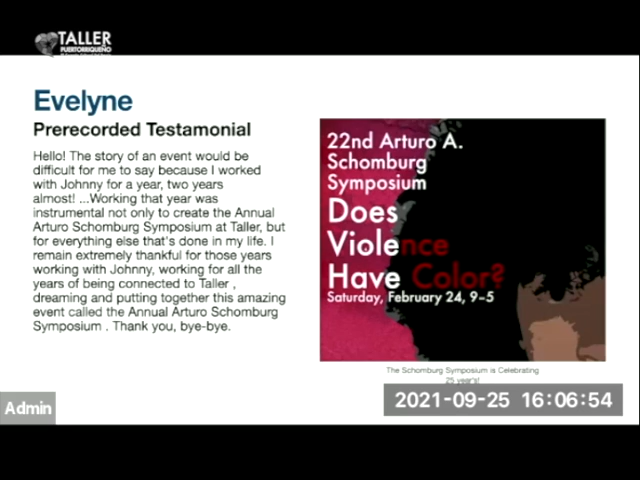 TALLER
PUERTORRIQUEÑO
Evelyne
Prerecorded Testamonial
Hello! The story of an event would be
difficult for me to say because I worked
with Johnny for a year, two years
almost! ...Working that year was
instrumental not only to create the Annual
Arturo Schomburg Symposium at Taller, but
for everything else that's done in my life. I
remain extremely thankful for those years
working with Johnny, working for all the
years of being connected to Taller ,
dreaming and putting together this amazing
event called the Annual Arturo Schomburg
Symposium . Thank you, bye-bye.
22nd Arturo A.
Schomburg
Symposium
Does
Violence
Have Color?
Saturday, February 24, 9–5
The Schomburg Symposium is Celebrating
25 year's!
Admin
2021-09-25 16:06:54